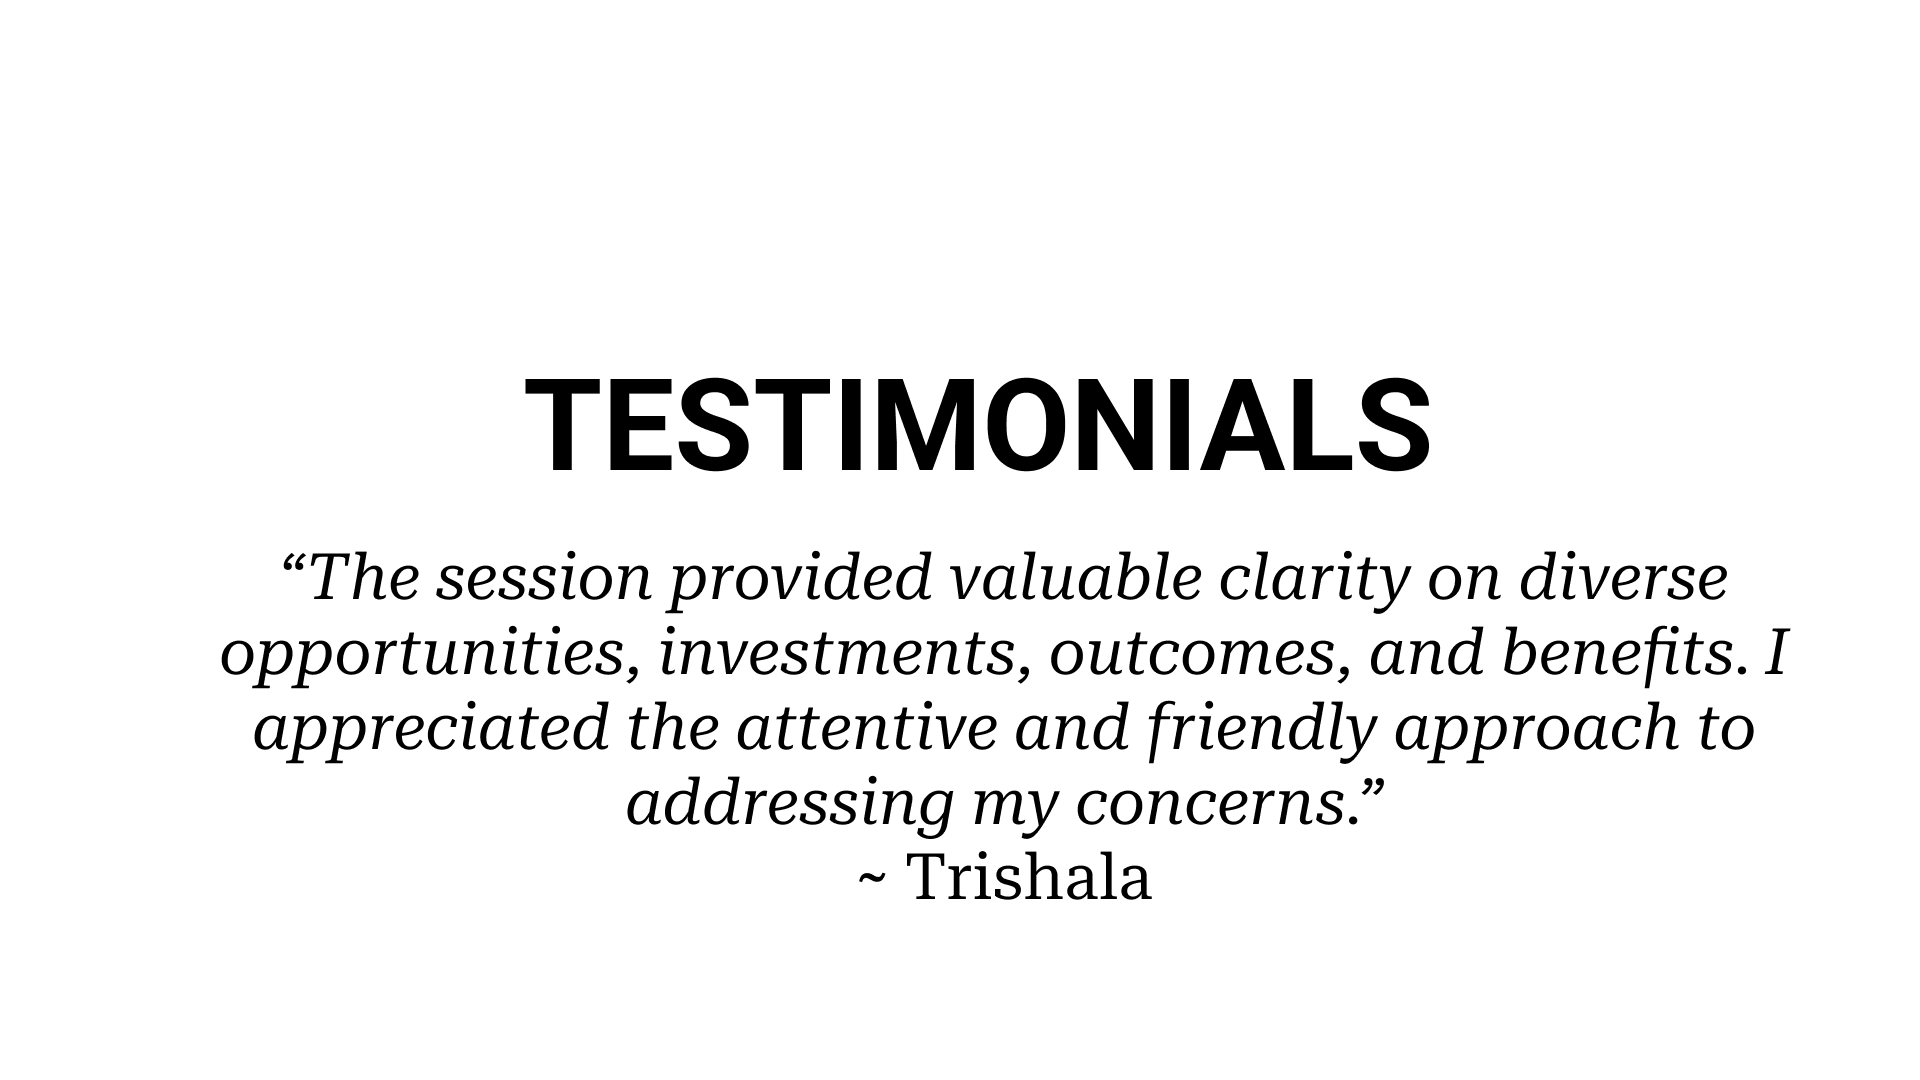 TESTIMONIALS
“The session provided valuable clarity on diverse
opportunities, investments, outcomes, and benefits. I
appreciated the attentive and friendly approach to
addressing my concerns.”
~ Trishala